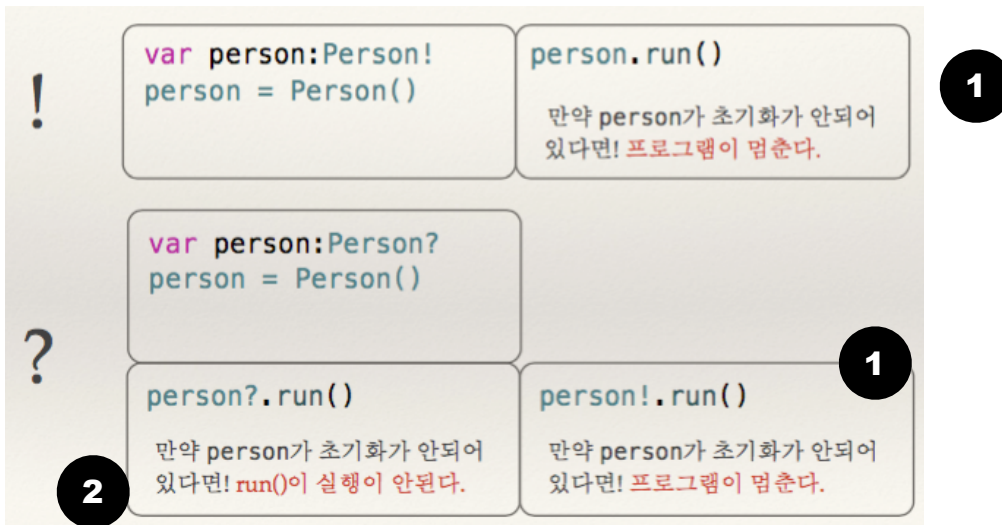 !
var person:Person!
person = Person()
person.run()
만약 person가 초기화가 안되어
있다면! 프로그램이 멈춘다.
1
?
var person:Person?
person = Person()
person?.run()
만약 person가 초기화가 안되어
있다면! run()이 실행이 안된다.
2
person!.run()
만약 person가 초기화가 안되어
있다면! 프로그램이 멈춘다.
1